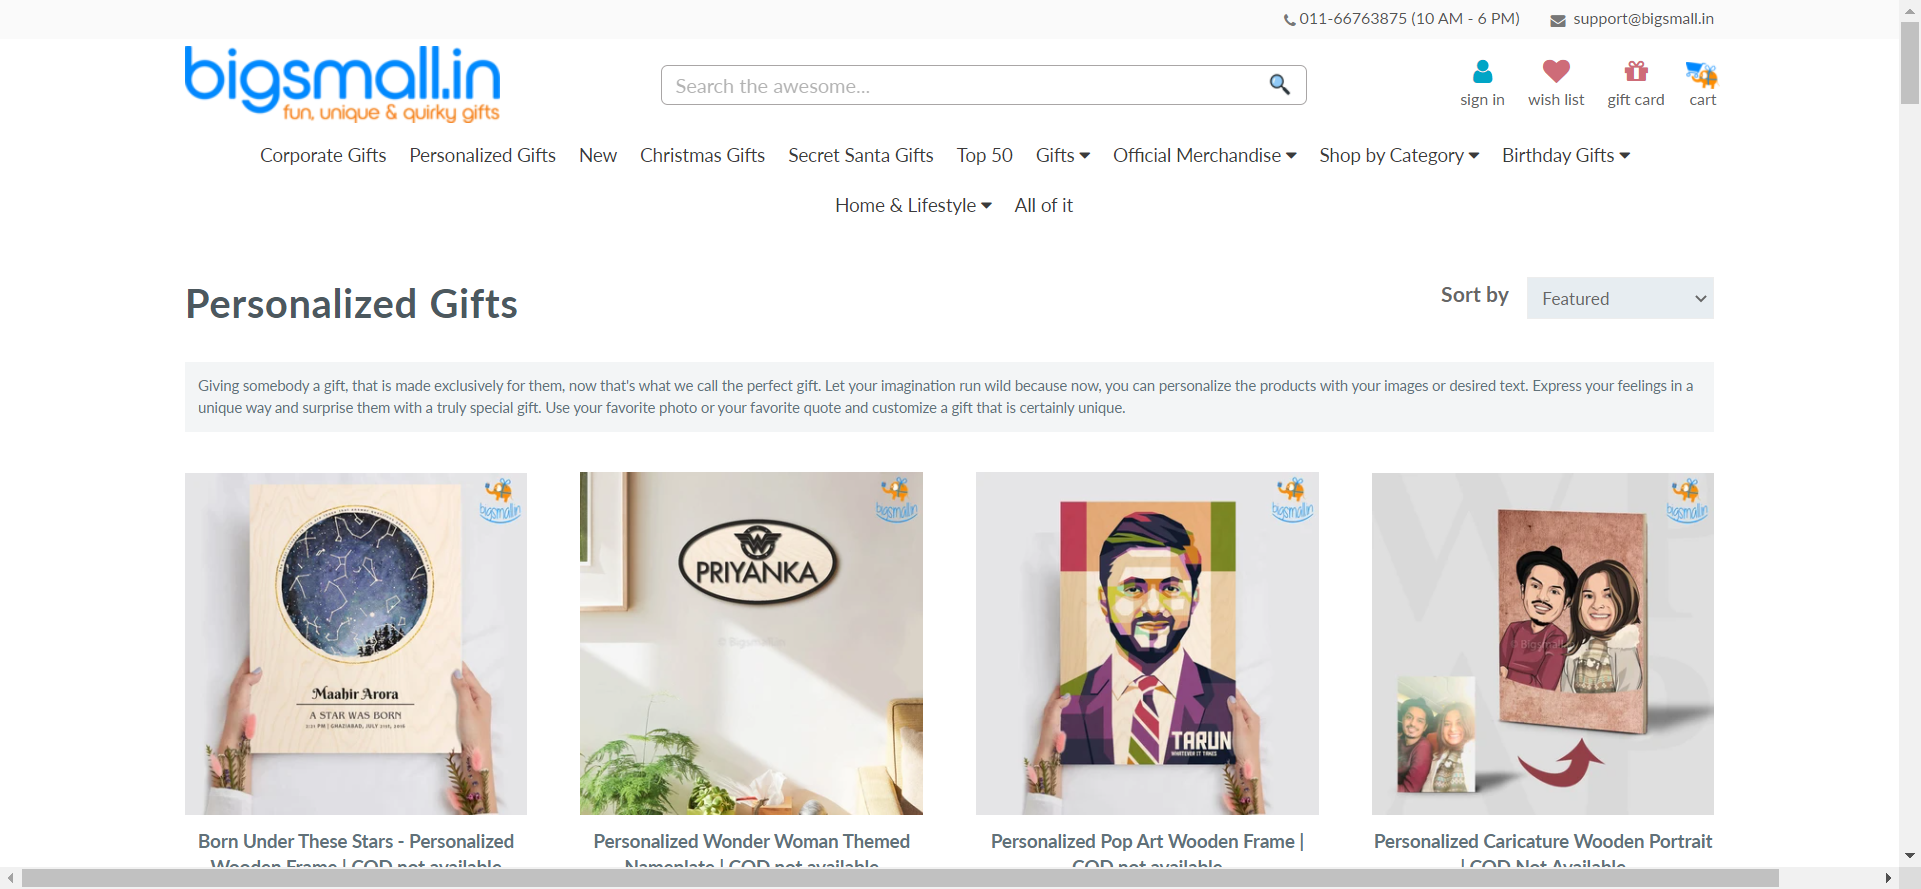 011-66763875 (10 AM - 6 PM) support@bigsmall.in
bigsmall.in
fun, unique & quirky gifts
Search the awesome...
sign in wish list gift card cart
Corporate Gifts Personalized Gifts New Christmas Gifts Secret Santa Gifts Top 50 Gifts Official Merchandise Shop by Category Birthday Gifts
Home & Lifestyle All of it
Personalized Gifts
Sort by Featured
Giving somebody a gift, that is made exclusively for them, now that's what we call the perfect gift. Let your imagination run wild because now, you can personalize the products with your images or desired text. Express your feelings in a
unique way and surprise them with a truly special gift. Use your favorite photo or your favorite quote and customize a gift that is certainly unique.
bigsmall.in
Maahir Arora
A STAR WAS BORN
bigsmall.in
PRIYANKA
© Bigsmall.in
bigsmall.in
TARUN
WHATEVER IT TAKES
bigsmall.in
Born Under These Stars - Personalized
Wooden Frame | COD not available
Personalized Wonder Woman Themed
Nameplate | COD not available
Personalized Pop Art Wooden Frame |
COD not available
Personalized Caricature Wooden Portrait
| COD Not Available